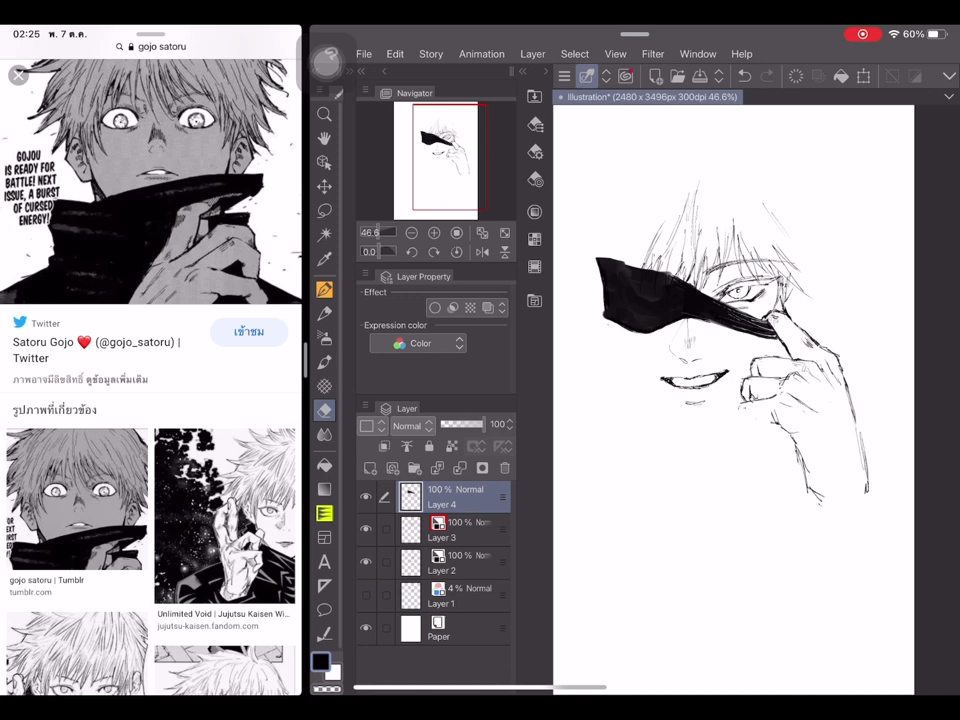 02:25 พ. 7 ต.ค.
gojo satoru
GOJOU
IS READY FOR
BATTLE! NEXT
ISSUE, A BURST
OF CURSED
ENERGY!
Twitter
Satoru Gojo ❤️ (@gojo_satoru) |
Twitter
เข้าชม
ภาพอาจมีลิขสิทธิ์ ดูข้อมูลเพิ่มเติม
รูปภาพที่เกี่ยวข้อง
gojo satoru | Tumblr
tumblr.com
Unlimited Void | Jujutsu Kaisen Wi...
jujutsu-kaisen.fandom.com
60%
File Edit Story Animation Layer Select View Filter Window Help
Illustration* (2480 x 3496px 300dpi 46.6%)
Navigator
46.6
0.0
Layer Property
Effect
Expression color
Color
Layer
Normal 100
100 % Normal
Layer 4
100 % Norm
Layer 3
100 % Norm
Layer 2
4 % Normal
Layer 1
Paper